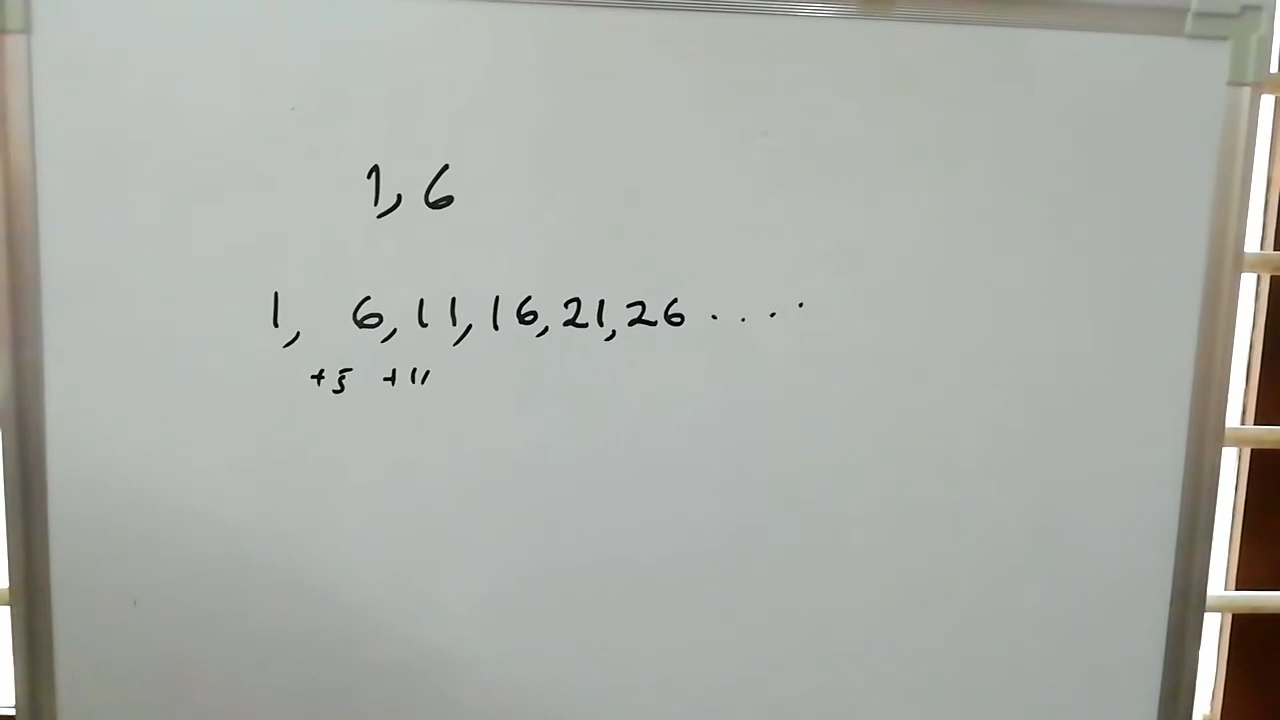 1, 6
1, 6, 11, 16, 21, 26 ....
+5 +11